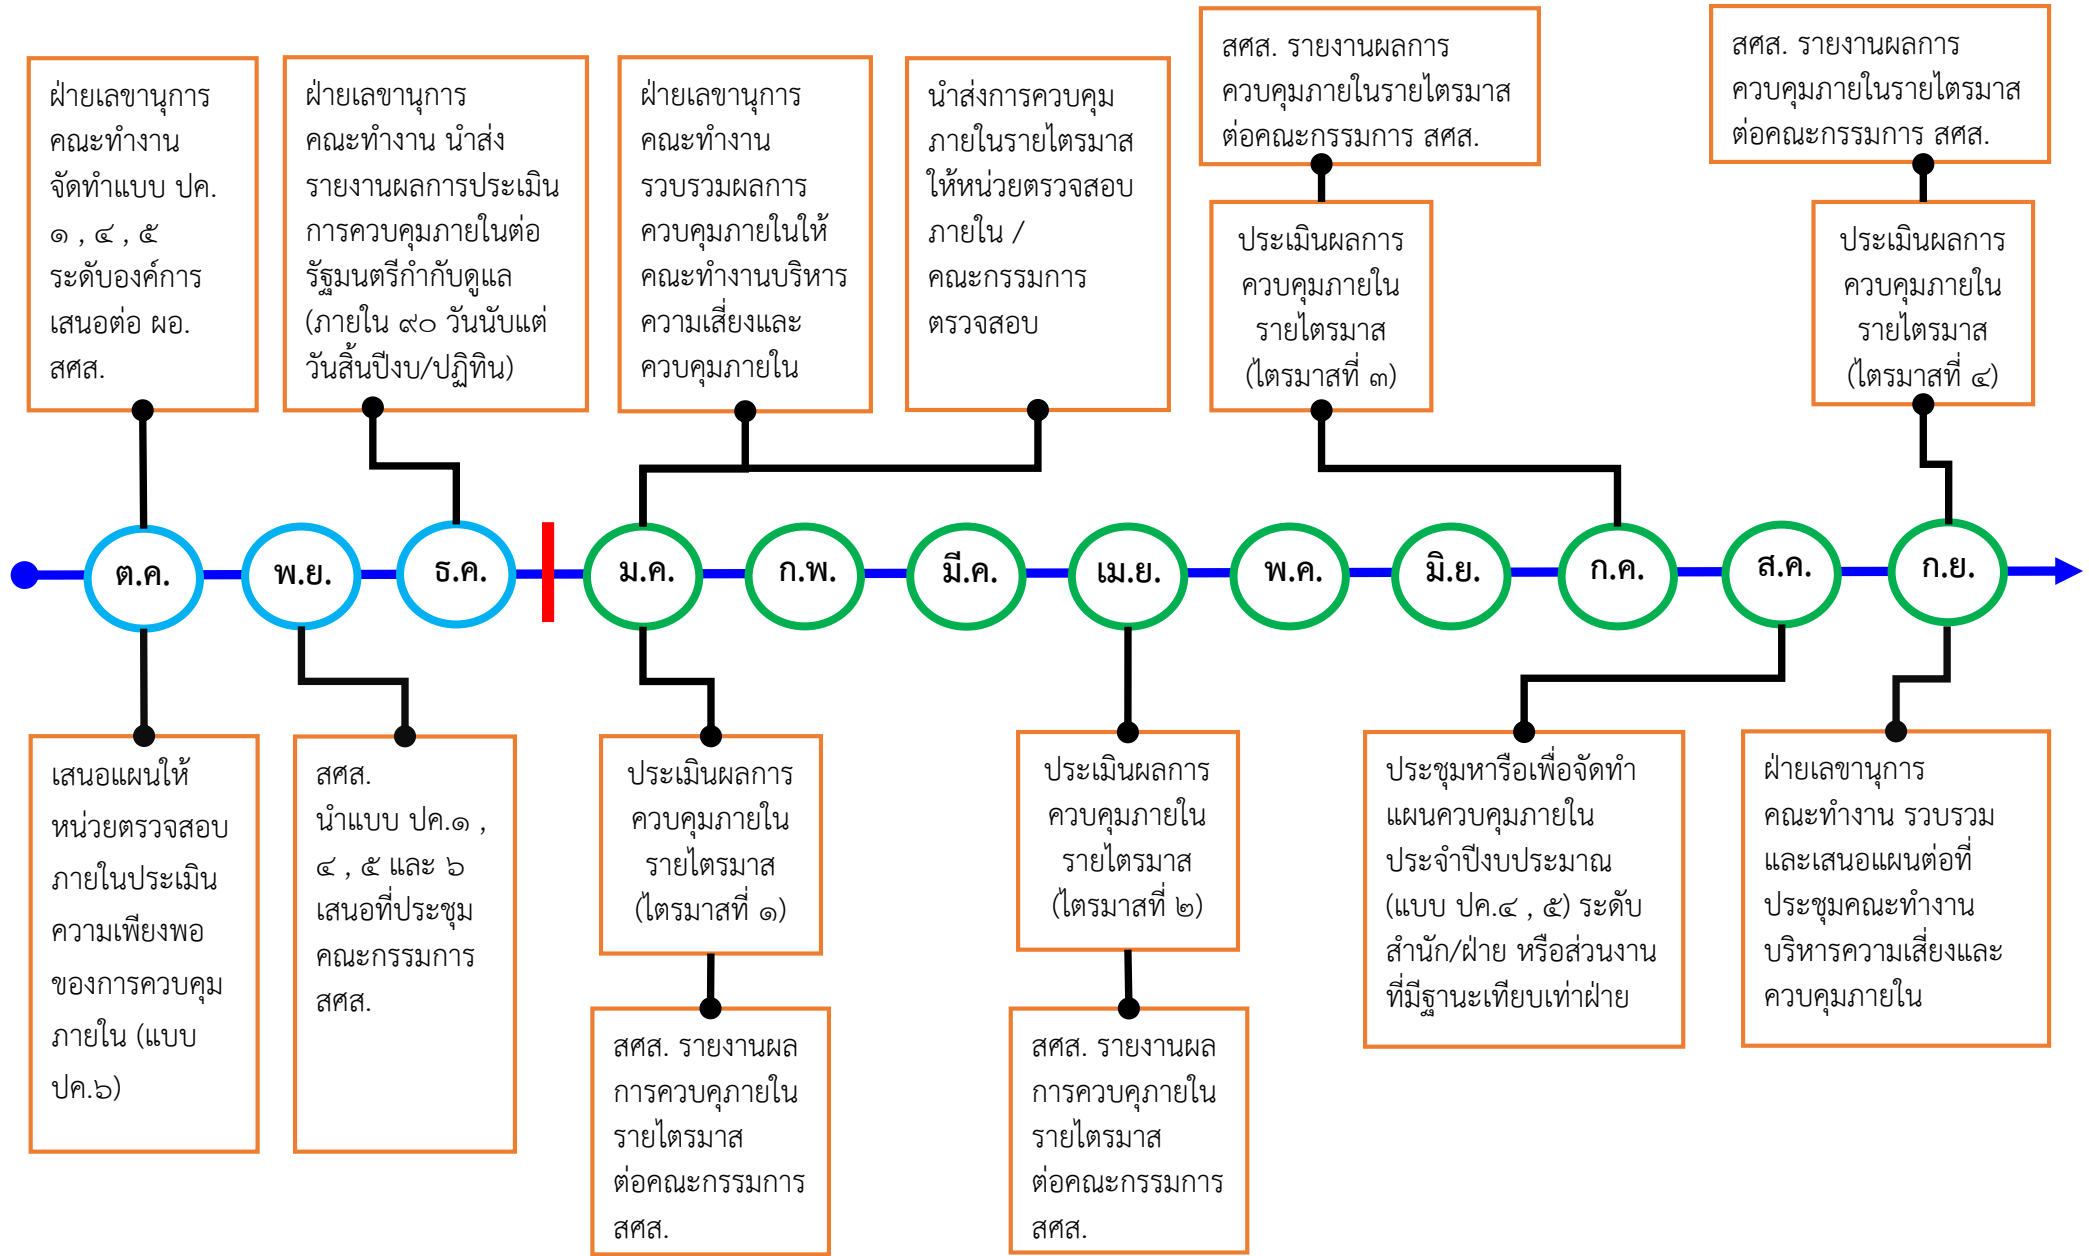 ฝ่ายเลขานุการ
คณะทำงาน
จัดทำแบบ ปค.
๑ , ๔ , ๕
ระดับองค์การ
เสนอต่อ ผอ.
สศส.
ฝ่ายเลขานุการ
คณะทำงาน นำส่ง
รายงานผลการประเมิน
การควบคุมภายในต่อ
รัฐมนตรีกำกับดูแล
(ภายใน ๙๐ วันนับแต่
วันสิ้นปีงบ/ปฏิทิน)
ฝ่ายเลขานุการ
คณะทำงาน
รวบรวมผลการ
ควบคุมภายในให้
คณะทำงานบริหาร
ความเสี่ยงและ
ควบคุมภายใน
นำส่งการควบคุม
ภายในรายไตรมาส
ให้หน่วยตรวจสอบ
ภายใน /
คณะกรรมการ
ตรวจสอบ
สศส. รายงานผลการ
ควบคุมภายในรายไตรมาส
ต่อคณะกรรมการ สศส.
ประเมินผลการ
ควบคุมภายใน
รายไตรมาส
(ไตรมาสที่ ๓)
สศส. รายงานผลการ
ควบคุมภายในรายไตรมาส
ต่อคณะกรรมการ สศส.
ประเมินผลการ
ควบคุมภายใน
รายไตรมาส
(ไตรมาสที่ ๔)
ต.ค.
พ.ย.
ธ.ค.
ม.ค.
ก.พ.
มี.ค.
เม.ย.
พ.ค.
มิ.ย.
ก.ค.
ส.ค.
ก.ย.
เสนอแผนให้
หน่วยตรวจสอบ
ภายในประเมิน
ความเพียงพอ
ของการควบคุม
ภายใน (แบบ
ปค.๖)
สศส.
นำแบบ ปค.๑ ,
๔ , ๕ และ ๖
เสนอที่ประชุม
คณะกรรมการ
สศส.
ประเมินผลการ
ควบคุมภายใน
รายไตรมาส
(ไตรมาสที่ ๑)
สศส. รายงานผล
การควบคุภายใน
รายไตรมาส
ต่อคณะกรรมการ
สศส.
ประเมินผลการ
ควบคุมภายใน
รายไตรมาส
(ไตรมาสที่ ๒)
สศส. รายงานผล
การควบคุภายใน
รายไตรมาส
ต่อคณะกรรมการ
สศส.
ประชุมหารือเพื่อจัดทำ
แผนควบคุมภายใน
ประจำปีงบประมาณ
(แบบ ปค.๔ , ๕) ระดับ
สำนัก/ฝ่าย หรือส่วนงาน
ที่มีฐานะเทียบเท่าฝ่าย
ฝ่ายเลขานุการ
คณะทำงาน รวบรวม
และเสนอแผนต่อที่
ประชุมคณะทำงาน
บริหารความเสี่ยงและ
ควบคุมภายใน